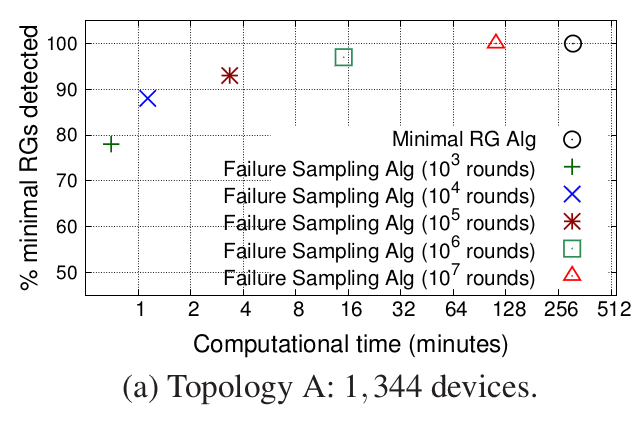 % minimal RGs detected
100
90
80
70
60
50
Minimal RG Alg
Failure Sampling Alg (10³ rounds)
Failure Sampling Alg (10⁴ rounds)
Failure Sampling Alg (10⁵ rounds)
Failure Sampling Alg (10⁶ rounds)
Failure Sampling Alg (10⁷ rounds)
1 2 4 8 16 32 64 128 256 512
Computational time (minutes)
(a) Topology A: 1, 344 devices.